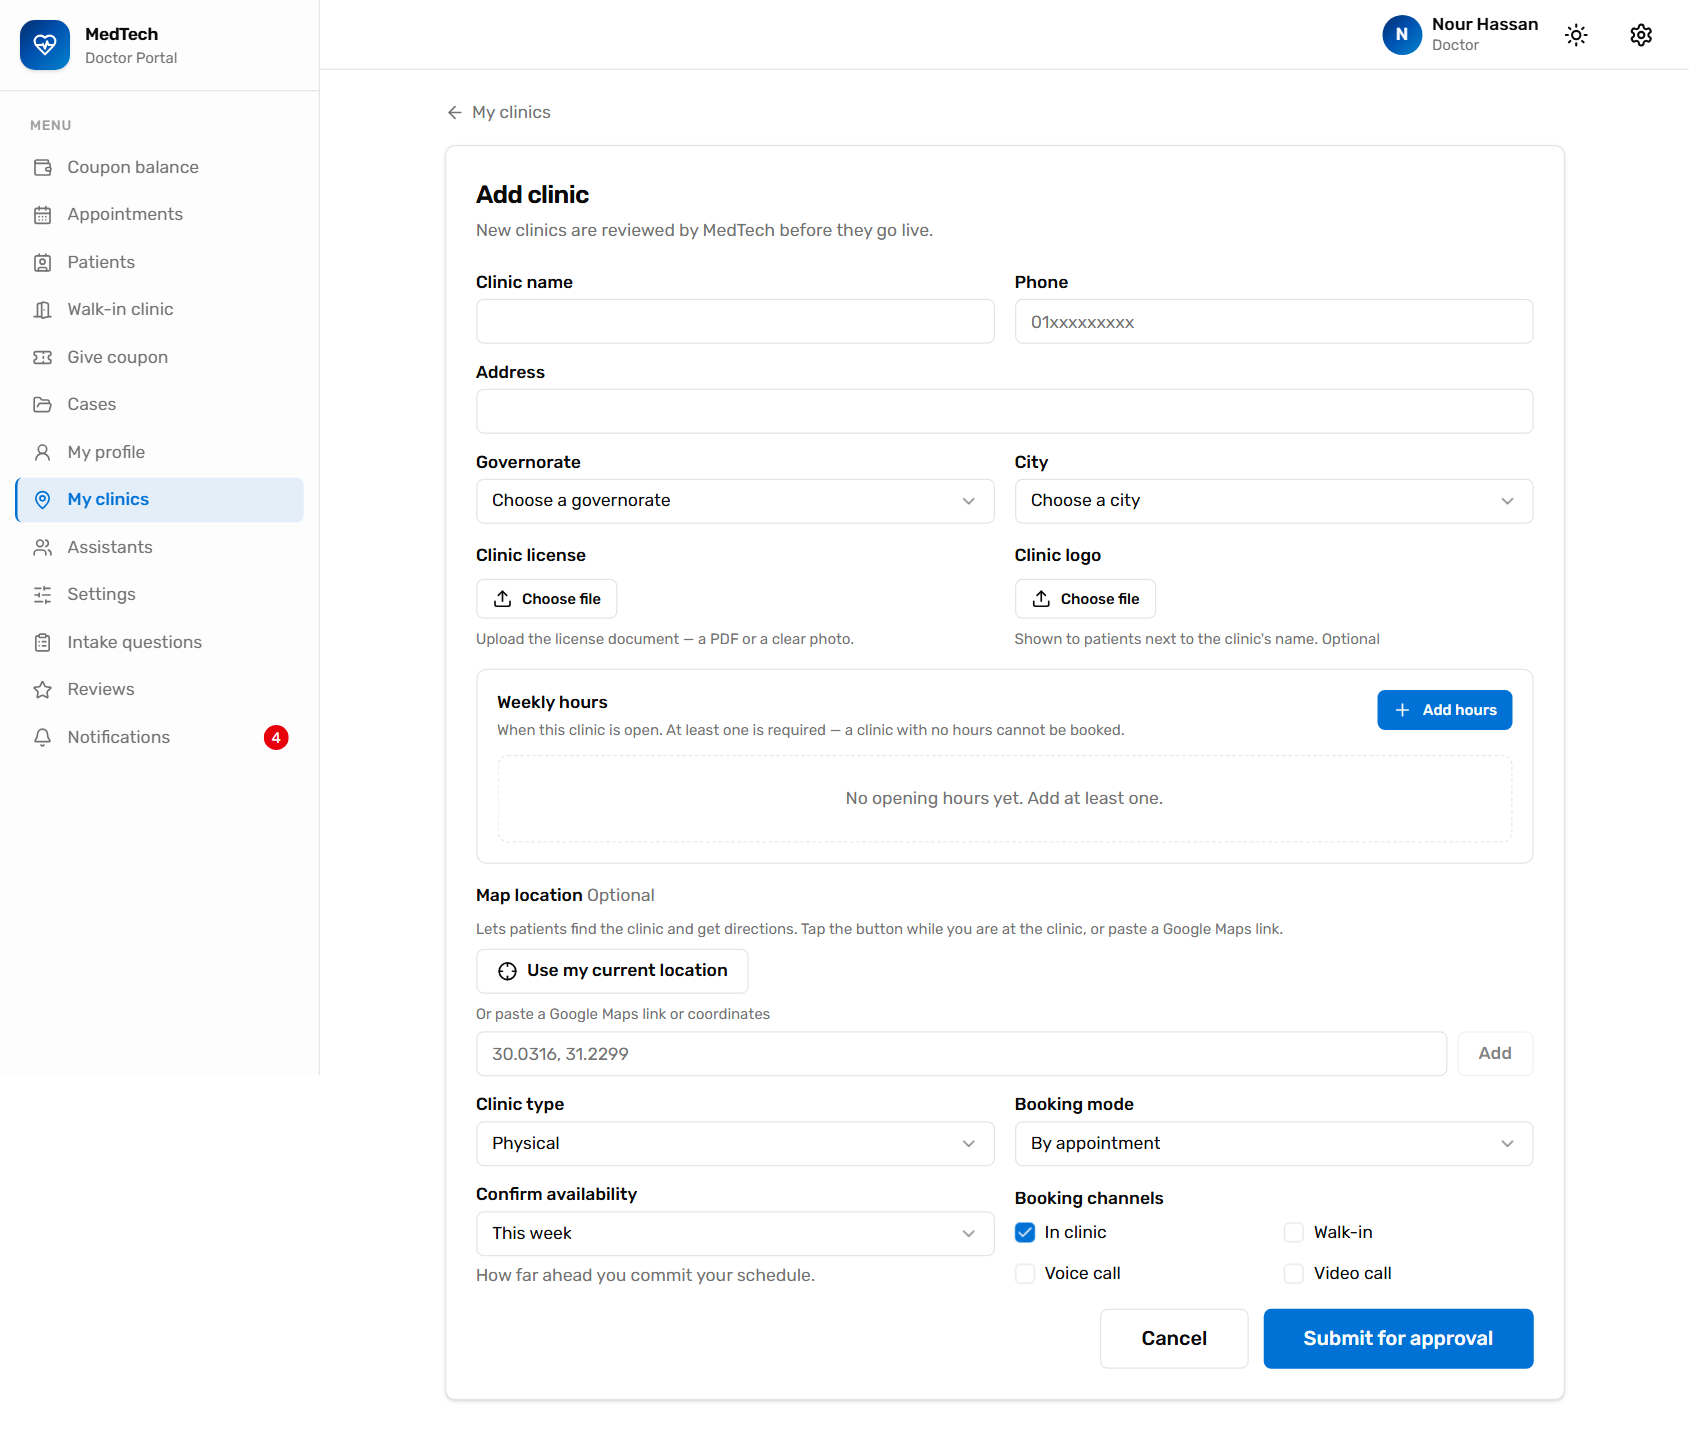 MedTech
Doctor Portal
MENU
Coupon balance
Appointments
Patients
Walk-in clinic
Give coupon
Cases
My profile
My clinics
Assistants
Settings
Intake questions
Reviews
Notifications 4
N Nour Hassan
Doctor
My clinics
Add clinic
New clinics are reviewed by MedTech before they go live.
Clinic name Phone
01xxxxxxxxx
Address
Governorate City
Choose a governorate Choose a city
Clinic license Clinic logo
Choose file Choose file
Upload the license document — a PDF or a clear photo. Shown to patients next to the clinic's name. Optional
Weekly hours
Add hours
When this clinic is open. At least one is required — a clinic with no hours cannot be booked.
No opening hours yet. Add at least one.
Map location Optional
Lets patients find the clinic and get directions. Tap the button while you are at the clinic, or paste a Google Maps link.
Use my current location
Or paste a Google Maps link or coordinates
30.0316, 31.2299 Add
Clinic type Booking mode
Physical By appointment
Confirm availability Booking channels
This week In clinic Walk-in
How far ahead you commit your schedule. Voice call Video call
Cancel Submit for approval